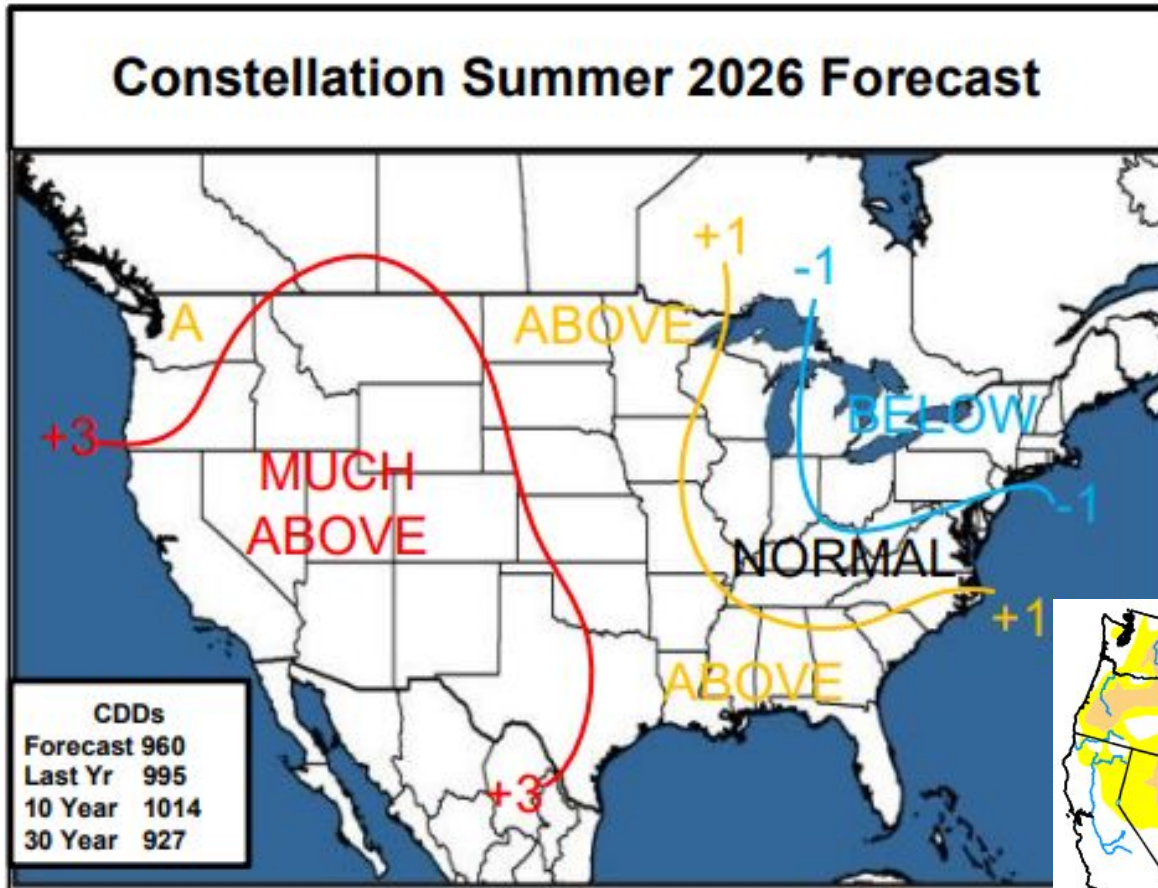 Constellation Summer 2026 Forecast
+1
-1
A
ABOVE
BELOW
+3
MUCH
ABOVE
-1
NORMAL
+1
ABOVE
+3
CDDs
Forecast 960
Last Yr 995
10 Year 1014
30 Year 927